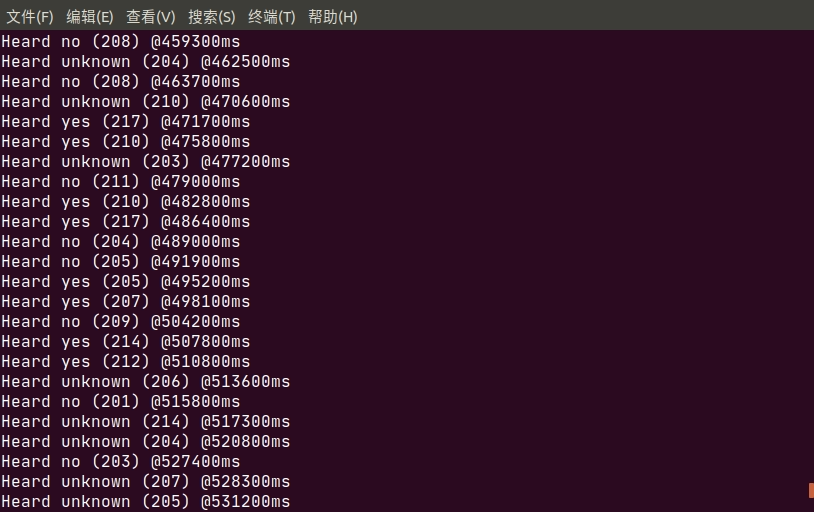 文件(F) 编辑(E) 查看(V) 搜索(S) 终端(T) 帮助(H)
Heard no (208) @459300ms
Heard unknown (204) @462500ms
Heard no (208) @463700ms
Heard unknown (210) @470600ms
Heard yes (217) @471700ms
Heard yes (210) @475800ms
Heard unknown (203) @477200ms
Heard no (211) @479000ms
Heard yes (210) @482800ms
Heard yes (217) @486400ms
Heard no (204) @489000ms
Heard no (205) @491900ms
Heard yes (205) @495200ms
Heard yes (207) @498100ms
Heard no (209) @504200ms
Heard yes (214) @507800ms
Heard yes (212) @510800ms
Heard unknown (206) @513600ms
Heard no (201) @515800ms
Heard unknown (214) @517300ms
Heard unknown (204) @520800ms
Heard no (203) @527400ms
Heard unknown (207) @528300ms
Heard unknown (205) @531200ms